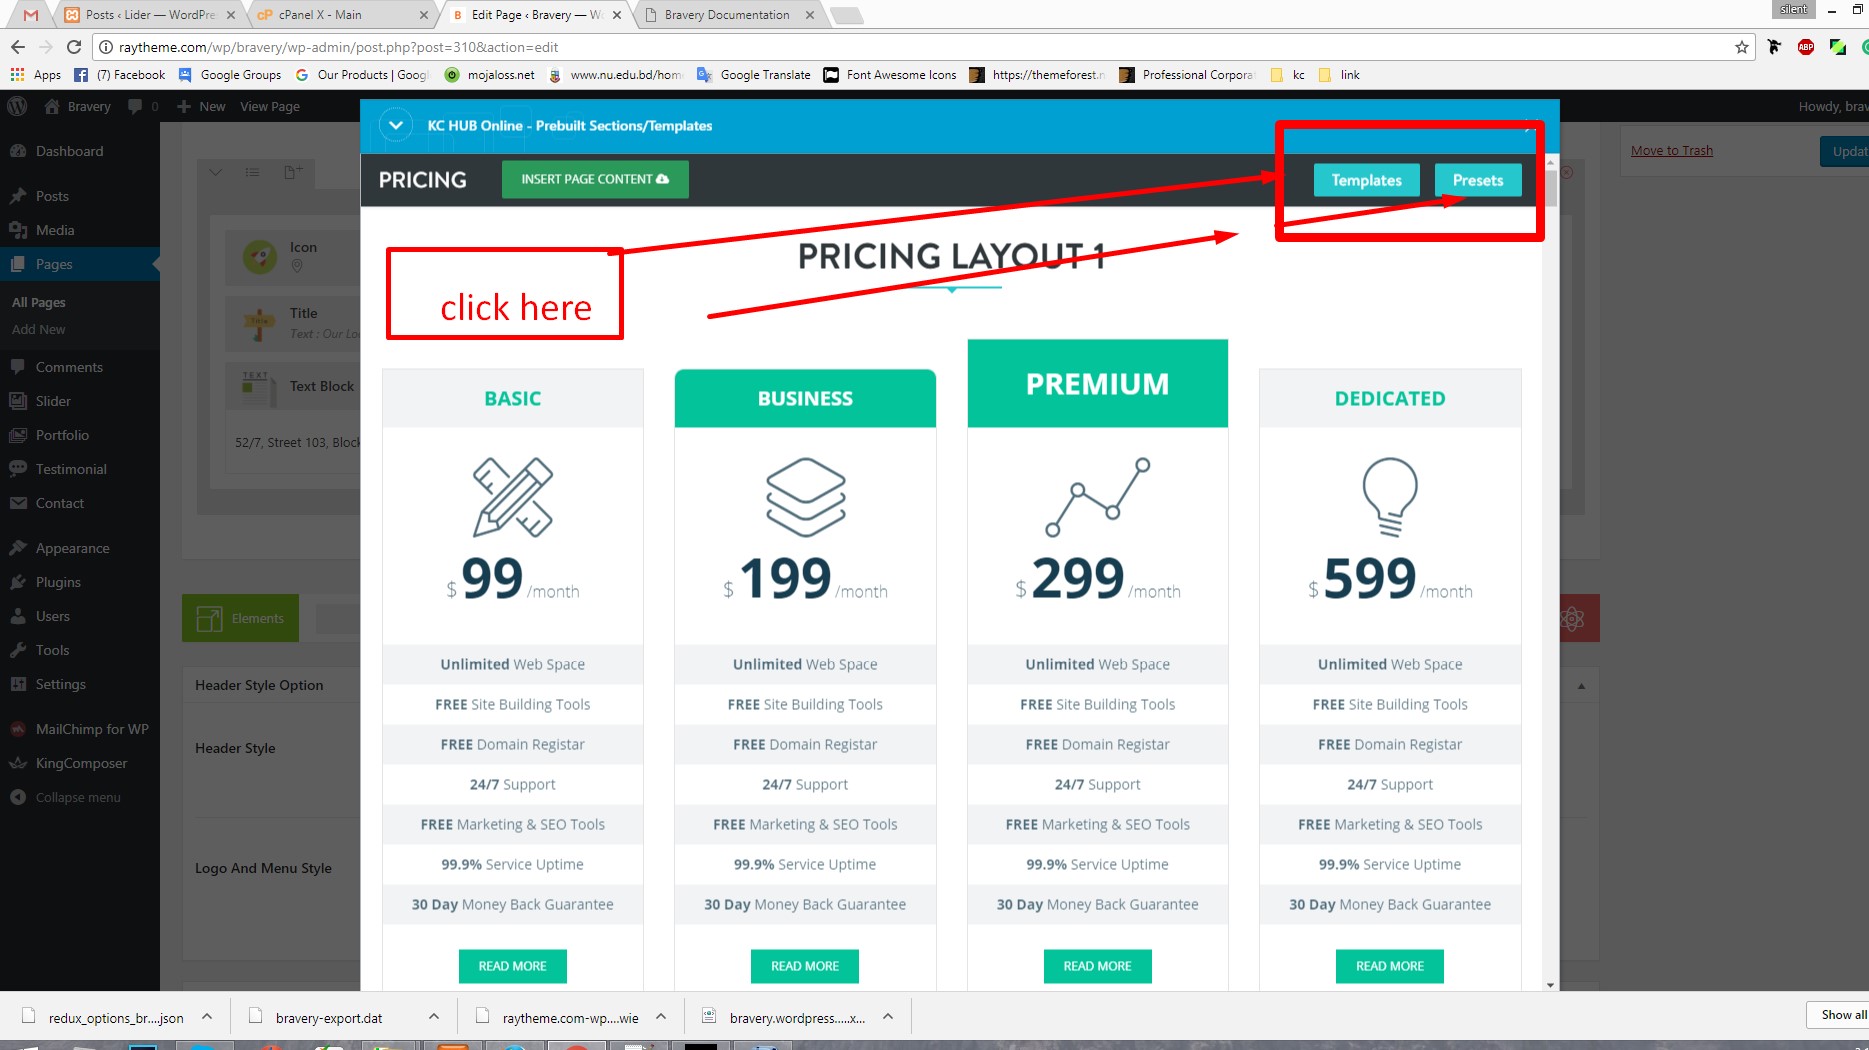 Posts ‹ Lider — WordPre
cPanel X - Main
Edit Page ‹ Bravery — W
Bravery Documentation
silent
raytheme.com/wp/bravery/wp-admin/post.php?post=310&action=edit
ABP
Apps
(7) Facebook
Google Groups
Our Products | Googl
mojaloss.net
www.nu.edu.bd/hom
Google Translate
Font Awesome Icons
https://themeforest.n
Professional Corpora
kc
link
Bravery
0
New
View Page
Howdy, brav
KC HUB Online - Prebuilt Sections/Templates
Dashboard
Posts
Media
Pages
All Pages
Add New
Comments
Slider
Portfolio
Testimonial
Contact
Appearance
Plugins
Users
Tools
Settings
MailChimp for WP
KingComposer
Collapse menu
Icon
Title
Text : Our Lo
TEXT
Text Block
52/7, Street 103, Block
Elements
Header Style Option
Header Style
Logo And Menu Style
Move to Trash
Updat
PRICING
INSERT PAGE CONTENT
Templates
Presets
PRICING LAYOUT 1
click here
BASIC
$ 99 /month
Unlimited Web Space
FREE Site Building Tools
FREE Domain Registar
24/7 Support
FREE Marketing & SEO Tools
99.9% Service Uptime
30 Day Money Back Guarantee
READ MORE
BUSINESS
$ 199 /month
Unlimited Web Space
FREE Site Building Tools
FREE Domain Registar
24/7 Support
FREE Marketing & SEO Tools
99.9% Service Uptime
30 Day Money Back Guarantee
READ MORE
PREMIUM
$ 299 /month
Unlimited Web Space
FREE Site Building Tools
FREE Domain Registar
24/7 Support
FREE Marketing & SEO Tools
99.9% Service Uptime
30 Day Money Back Guarantee
READ MORE
DEDICATED
$ 599 /month
Unlimited Web Space
FREE Site Building Tools
FREE Domain Registar
24/7 Support
FREE Marketing & SEO Tools
99.9% Service Uptime
30 Day Money Back Guarantee
READ MORE
redux_options_br....json
bravery-export.dat
raytheme.com-wp....wie
bravery.wordpress.....x...
Show all